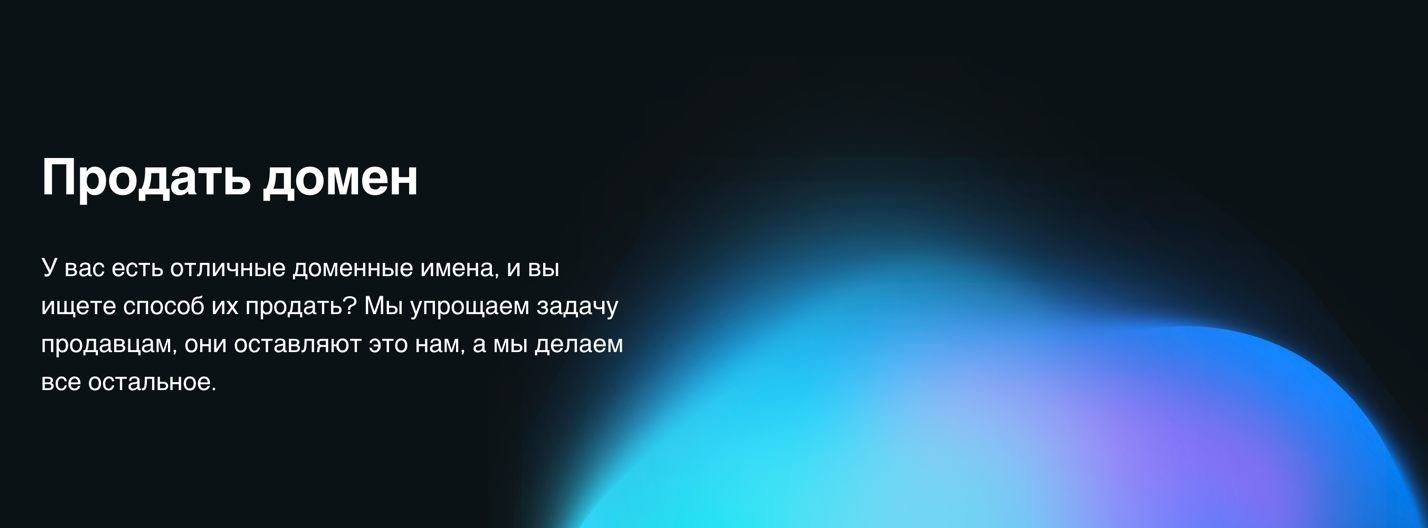 Продать домен
У вас есть отличные доменные имена, и вы
ищете способ их продать? Мы упрощаем задачу
продавцам, они оставляют это нам, а мы делаем
все остальное.